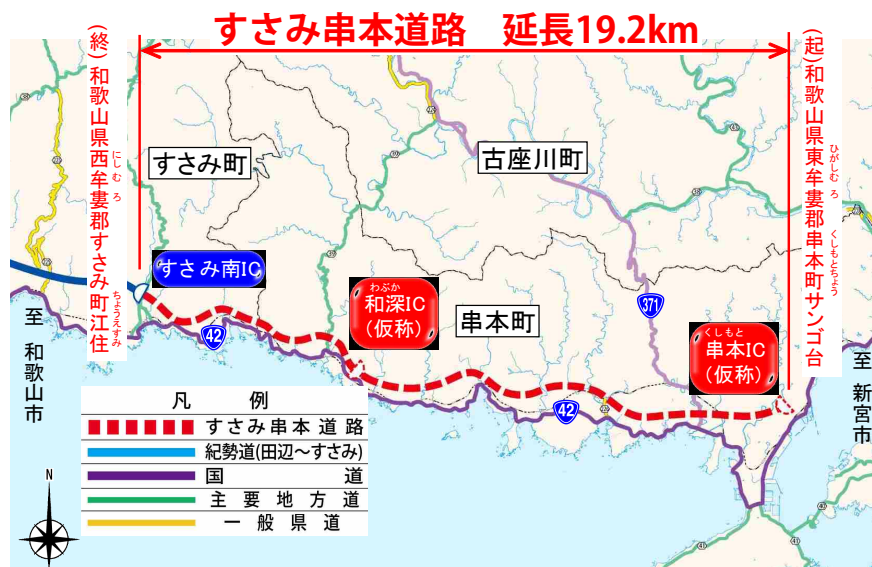 すさみ串本道路 延長19.2km
(終)和歌山県西牟婁郡すさみ町江住
にしむろ
ちょうえすみ
(起)和歌山県東牟婁郡串本町サンゴ台
ひがしむろ
くしもとちょう
すさみ町
古座川町
すさみ南IC
わぶか
和深IC
(仮称)
串本町
371
くしもと
串本IC
(仮称)
42
42
至 和歌山市
至 新宮市
凡例
すさみ串本道路
紀勢道(田辺～すさみ)
国道
主要地方道
一般県道
N